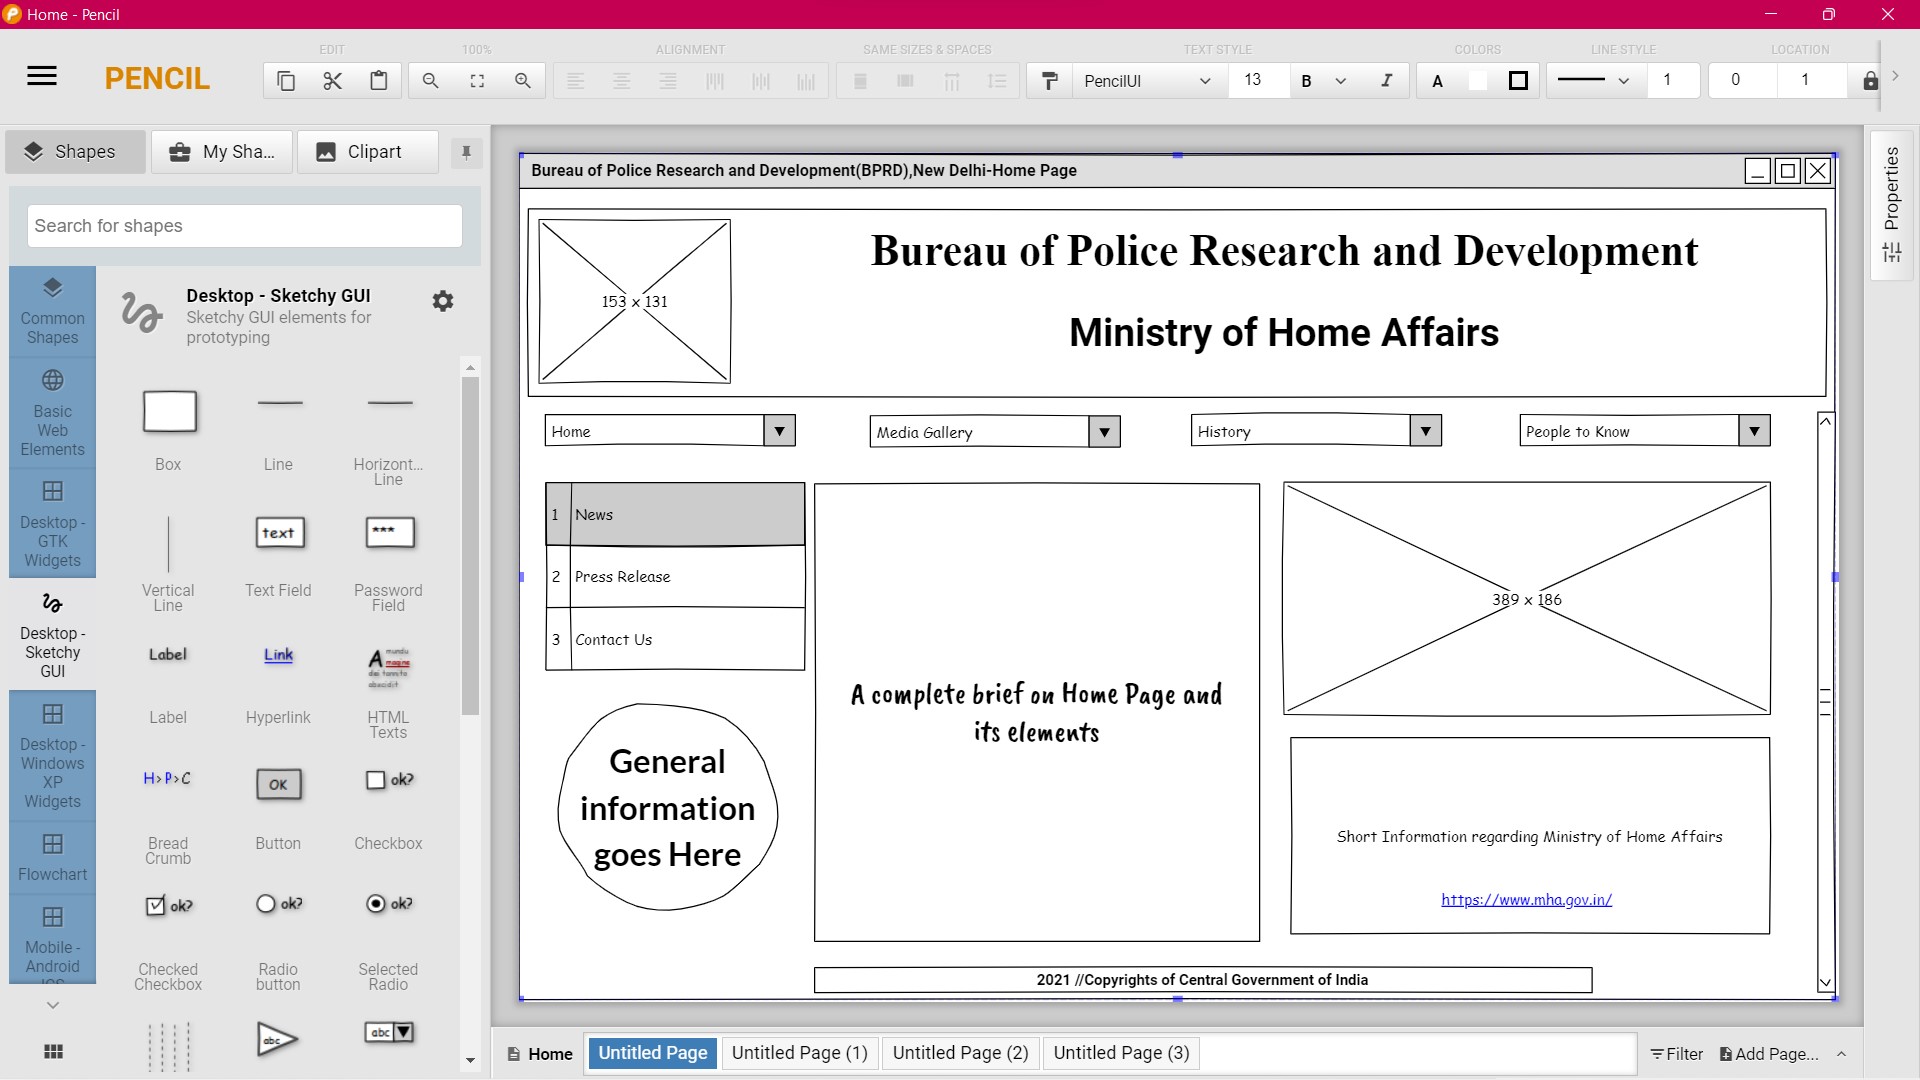 Home - Pencil
EDIT
100%
ALIGNMENT
SAME SIZES & SPACES
TEXT STYLE
COLORS
LINE STYLE
LOCATION
PENCIL
PencilUI
13
B
I
A
1
0
1
Shapes
My Sha...
Clipart
Search for shapes
Common
Shapes
Basic
Web
Elements
Desktop -
GTK
Widgets
Desktop -
Sketchy
GUI
Desktop -
Windows
XP
Widgets
Flowchart
Mobile -
Android
ICS
Desktop - Sketchy GUI
Sketchy GUI elements for
prototyping
Box
Line
Horizont...
Line
text
***
Vertical
Line
Text Field
Password
Field
Label
Link
A
mundu
magine
Label
Hyperlink
HTML
Texts
H>P>C
OK
ok?
Bread
Crumb
Button
Checkbox
ok?
ok?
ok?
Checked
Checkbox
Radio
button
Selected
Radio
abc
abc
Bureau of Police Research and Development(BPRD),New Delhi-Home Page
153 x 131
Bureau of Police Research and Development
Ministry of Home Affairs
Home
Media Gallery
History
People to Know
1 News
2 Press Release
3 Contact Us
General
information
goes Here
A complete brief on Home Page and
its elements
389 x 186
Short Information regarding Ministry of Home Affairs
https://www.mha.gov.in/
2021 //Copyrights of Central Government of India
Properties
Home
Untitled Page
Untitled Page (1)
Untitled Page (2)
Untitled Page (3)
Filter
Add Page...